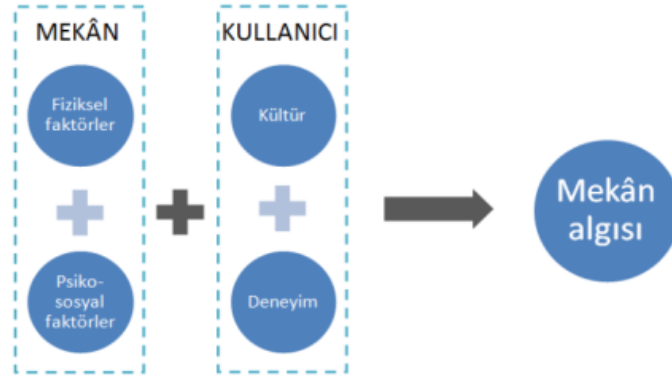 MEKÂN
Fiziksel
faktörler
Psiko-
sosyal
faktörler
KULLANICI
Kültür
Deneyim
Mekân
algısı